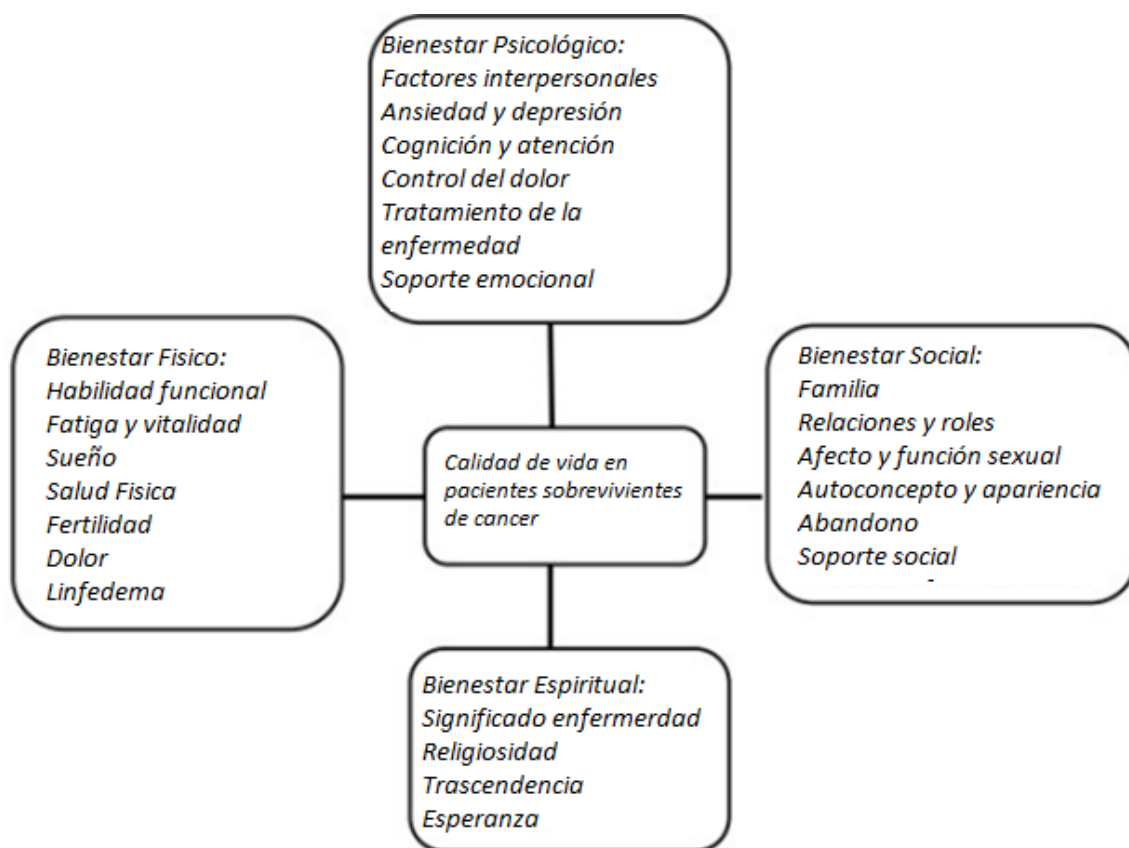 Bienestar Psicológico:
Factores interpersonales
Ansiedad y depresión
Cognición y atención
Control del dolor
Tratamiento de la
enfermedad
Soporte emocional
Bienestar Fisico:
Habilidad funcional
Fatiga y vitalidad
Sueño
Salud Fisica
Fertilidad
Dolor
Linfedema
Calidad de vida en
pacientes sobrevivientes
de cancer
Bienestar Social:
Familia
Relaciones y roles
Afecto y función sexual
Autoconcepto y apariencia
Abandono
Soporte social
Bienestar Espiritual:
Significado enfermerdad
Religiosidad
Trascendencia
Esperanza